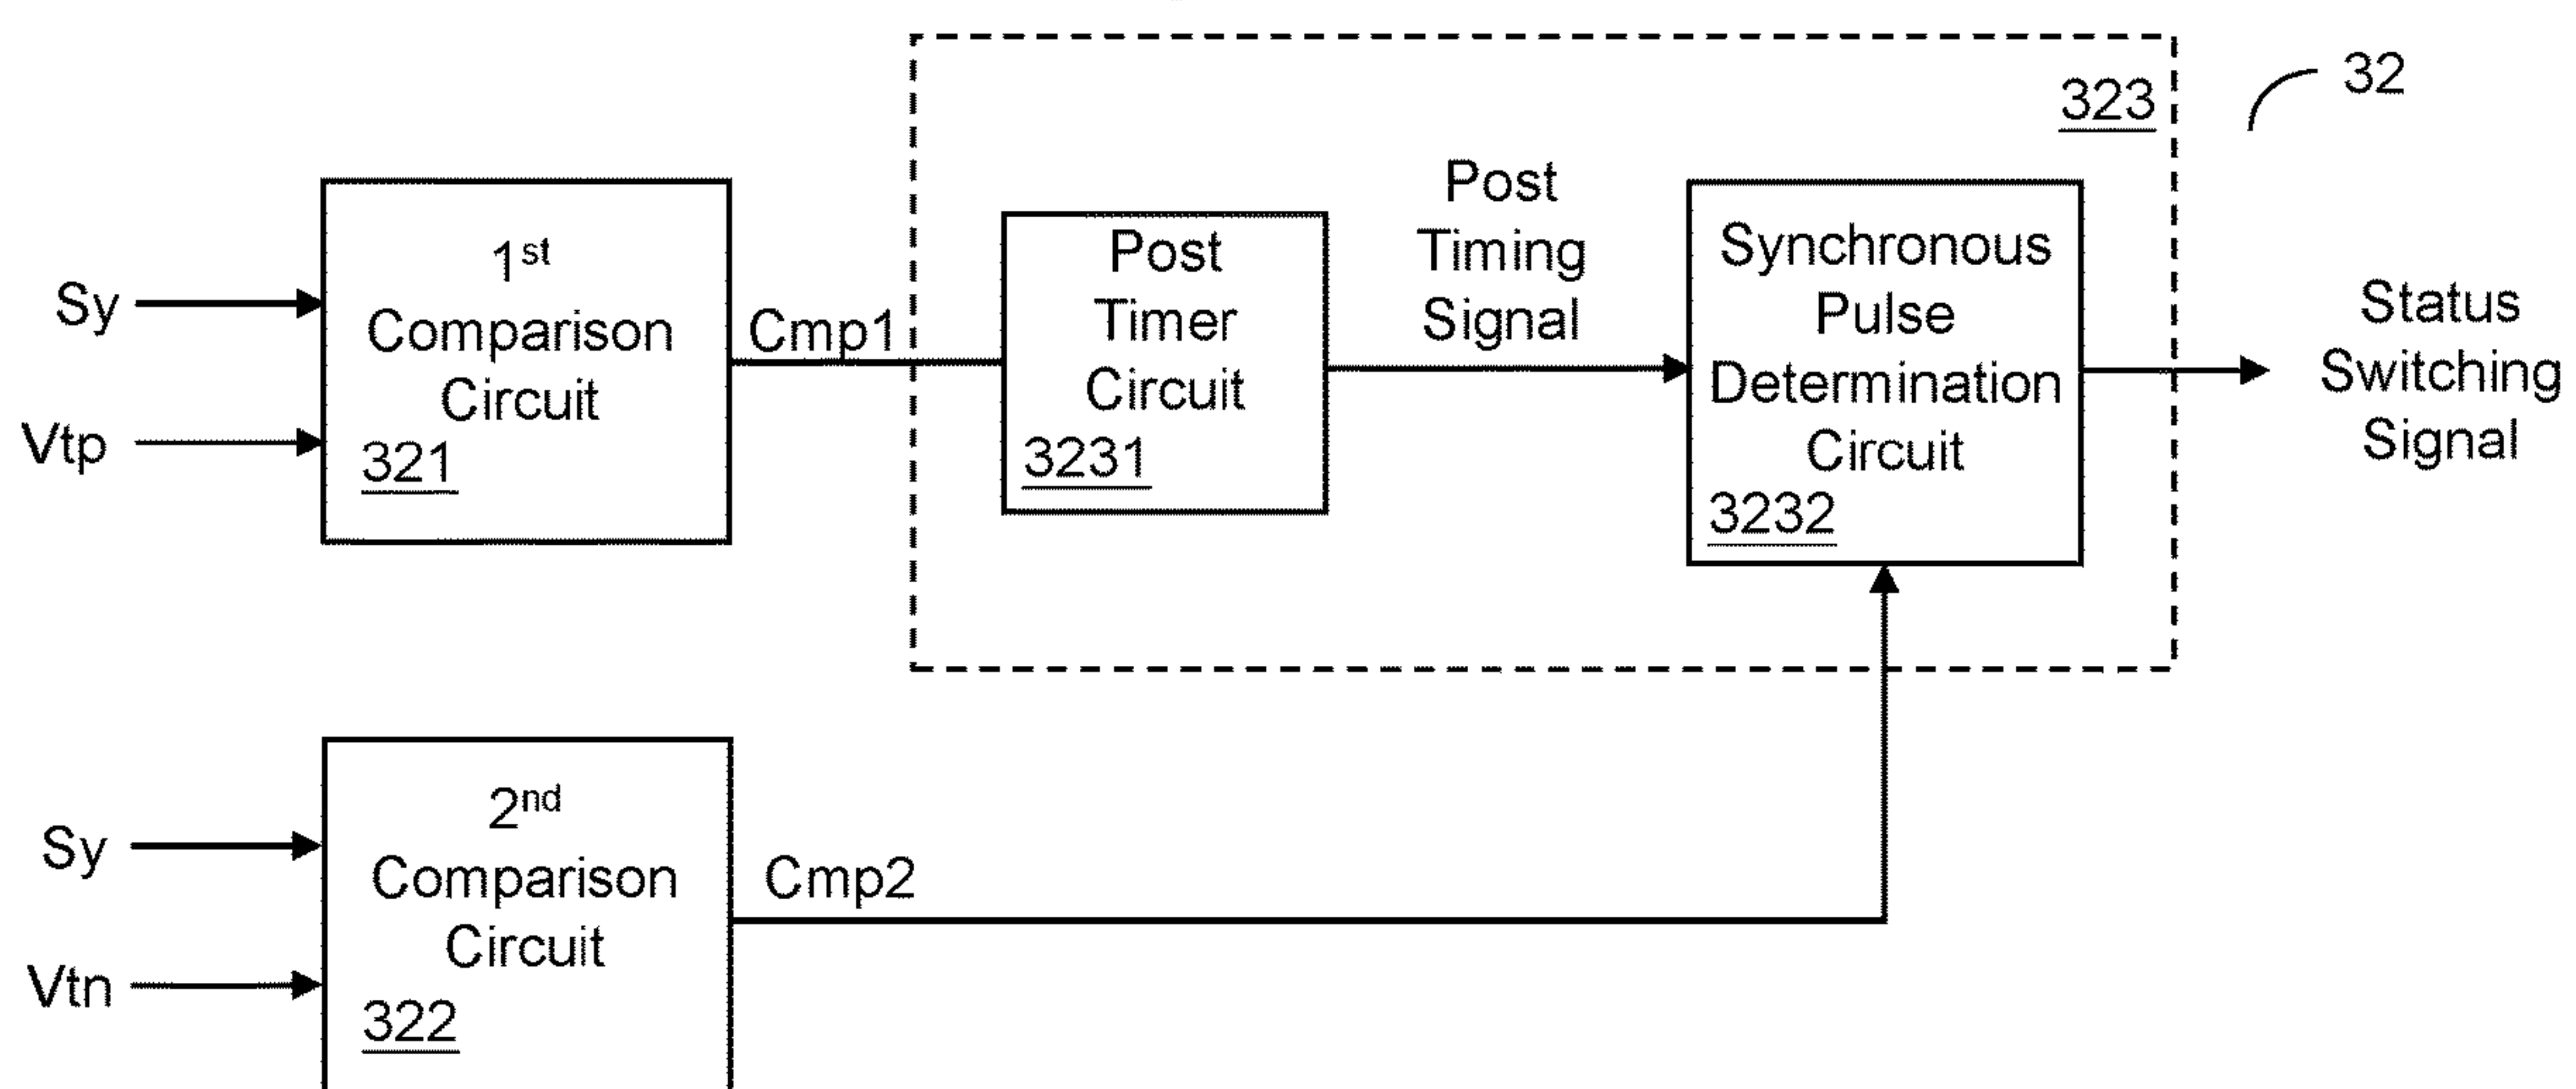 32
323
Sy
Vtp
1st
Comparison
Circuit
321
Cmp1
Post
Timer
Circuit
3231
Post
Timing
Signal
Synchronous
Pulse
Determination
Circuit
3232
Status
Switching
Signal
Sy
Vtn
2nd
Comparison
Circuit
322
Cmp2